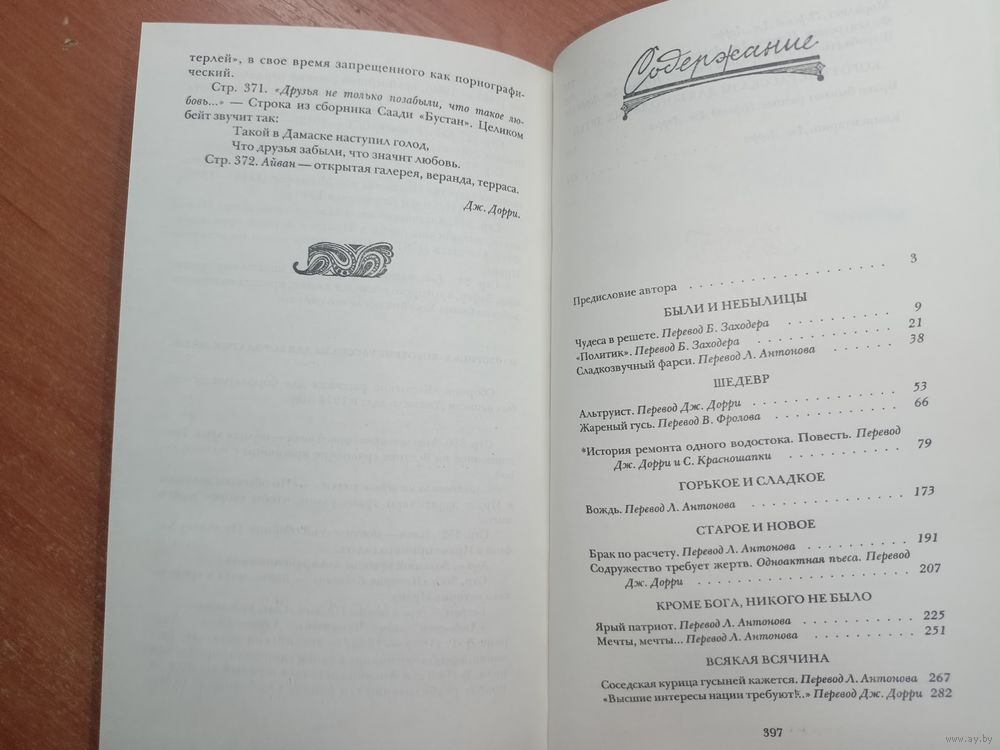 терлей», в свое время запрещенного как порнографи-
ческий.
Стр. 371. «Друзья не только позабыли, что такое лю-
бовь...» — Строка из сборника Саади «Бустан». Целиком
бейт звучит так:
Такой в Дамаске наступил голод,
Что друзья забыли, что значит любовь.
Стр. 372. Айван — открытая галерея, веранда, терраса.
Дж. Дорри.
Содержание
Предисловие автора . . . . . . . . . . . . . . . 3
БЫЛИ И НЕБЫЛИЦЫ
Чудеса в решете. Перевод Б. Заходера . . . . . . . 9
«Политик». Перевод Б. Заходера . . . . . . . . . 21
Сладкозвучный фарси. Перевод Л. Антонова . . . . . 38
ШЕДЕВР
Альтруист. Перевод Дж. Дорри . . . . . . . . . . 53
Жареный гусь. Перевод В. Фролова . . . . . . . . 66
*История ремонта одного водостока. Повесть. Перевод
Дж. Дорри и С. Красношапки . . . . . . . . 79
ГОРЬКОЕ И СЛАДКОЕ
Вождь. Перевод Л. Антонова . . . . . . . . . . . 173
СТАРОЕ И НОВОЕ
Брак по расчету. Перевод Л. Антонова . . . . . . . 191
Содружество требует жертв. Одноактная пьеса. Перевод
Дж. Дорри . . . . . . . . . . . . . . . . 207
КРОМЕ БОГА, НИКОГО НЕ БЫЛО
Ярый патриот. Перевод Л. Антонова . . . . . . . . 225
Мечты, мечты... Перевод Л. Антонова . . . . . . . 251
ВСЯКАЯ ВСЯЧИНА
Соседская курица гусыней кажется. Перевод Л. Антонова 267
«Высшие интересы нации требуют!..» Перевод Дж. Дорри 282
397
www.ay.by